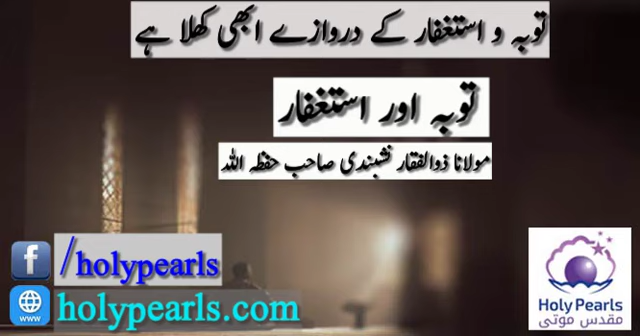 توبہ و استغفار کے دروازے ابھی کھلا ہے
توبہ اور استغفار
مولانا ذوالفقار نقشبندی صاحب حفظہ اللہ
/holypearls
www
holypearls.com
Holy Pearls
مقدس موتی